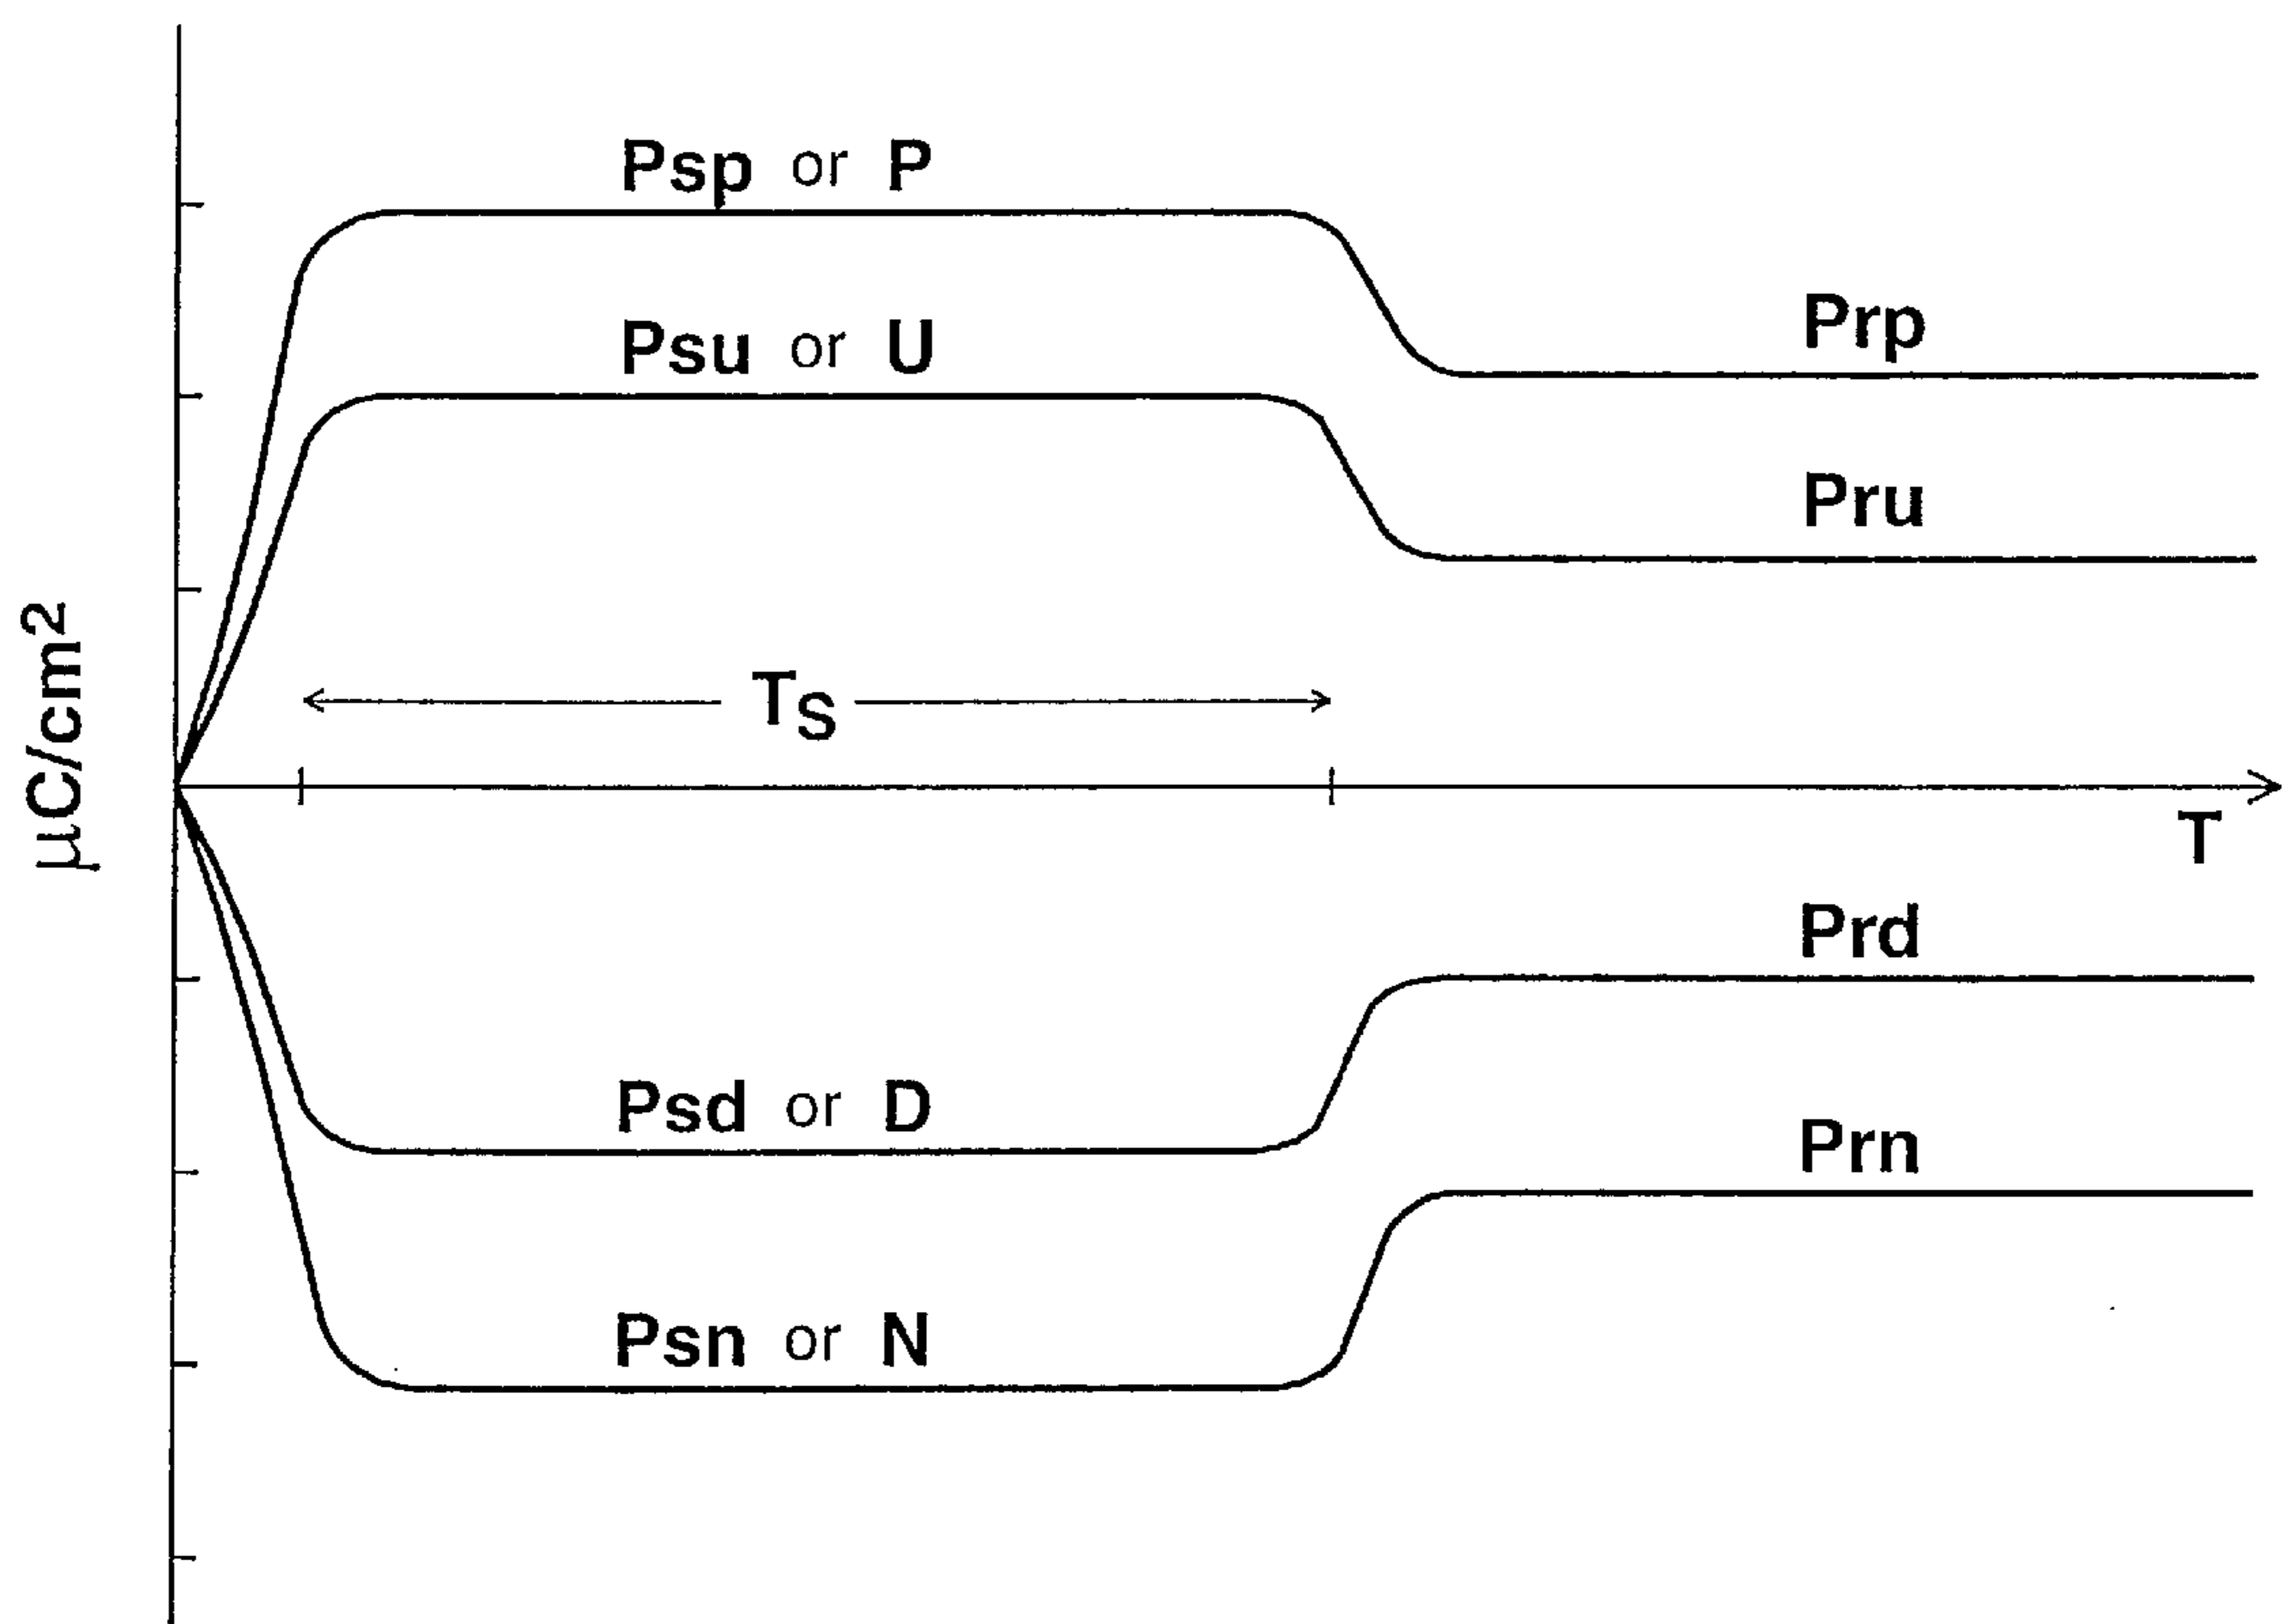 Psp or P
Prp
Psu or U
Pru
µC/cm2
TS
T
Prd
Psd or D
Prn
Psn or N